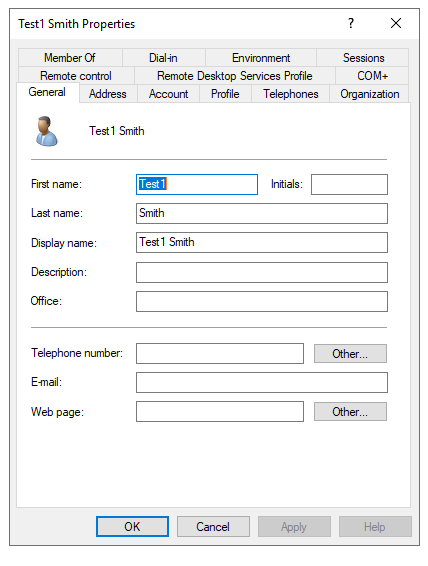 Test1 Smith Properties ?
Member Of Dial-in Environment Sessions
Remote control Remote Desktop Services Profile COM+
General Address Account Profile Telephones Organization
Test1 Smith
First name: Test1 Initials:
Last name: Smith
Display name: Test1 Smith
Description:
Office:
Telephone number: Other...
E-mail:
Web page: Other...
OK Cancel Apply Help